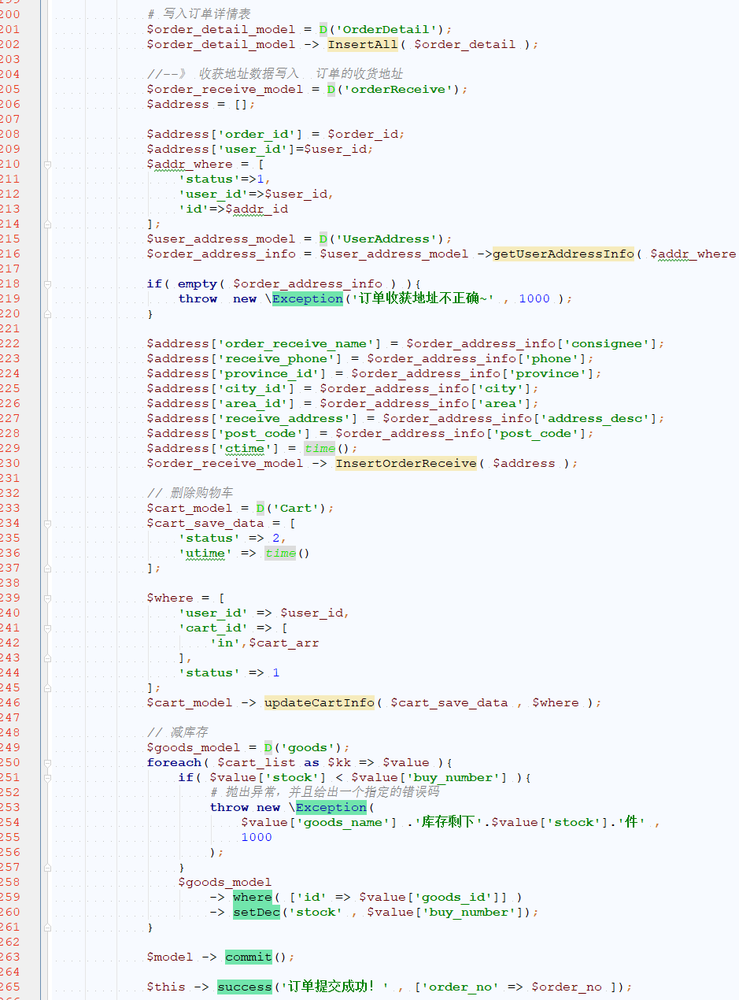 200 # 写入订单详情表
201 $order_detail_model = D('OrderDetail');
202 $order_detail_model -> InsertAll( $order_detail );
203
204 //--》 收获地址数据写入  订单的收货地址
205 $order_receive_model = D('orderReceive');
206 $address = [];
207
208 $address['order_id'] = $order_id;
209 $address['user_id']=$user_id;
210 $addr_where = [
211 'status'=>1,
212 'user_id'=>$user_id,
213 'id'=>$addr_id
214 ];
215 $user_address_model = D('UserAddress');
216 $order_address_info = $user_address_model ->getUserAddressInfo( $addr_where
217
218 if( empty( $order_address_info ) ){
219 throw  new \Exception('订单收获地址不正确~' , 1000 );
220 }
221
222 $address['order_receive_name'] = $order_address_info['consignee'];
223 $address['receive_phone'] = $order_address_info['phone'];
224 $address['province_id'] = $order_address_info['province'];
225 $address['city_id'] = $order_address_info['city'];
226 $address['area_id'] = $order_address_info['area'];
227 $address['receive_address'] = $order_address_info['address_desc'];
228 $address['post_code'] = $order_address_info['post_code'];
229 $address['ctime'] = time();
230 $order_receive_model -> InsertOrderReceive( $address );
231
232 // 删除购物车
233 $cart_model = D('Cart');
234 $cart_save_data = [
235 'status' => 2,
236 'utime' => time()
237 ];
238
239 $where = [
240 'user_id' => $user_id,
241 'cart_id' => [
242 'in',$cart_arr
243 ],
244 'status' => 1
245 ];
246 $cart_model -> updateCartInfo( $cart_save_data , $where );
247
248 // 减库存
249 $goods_model = D('goods');
250 foreach( $cart_list as $kk => $value ){
251 if( $value['stock'] < $value['buy_number'] ){
252 # 抛出异常，并且给出一个指定的错误码
253 throw new \Exception(
254 $value['goods_name'] .'库存剩下'.$value['stock'].'件' ,
255 1000
256 );
257 }
258 $goods_model
259 -> where( ['id' => $value['goods_id']] )
260 -> setDec('stock' , $value['buy_number']);
261 }
262
263 $model -> commit();
264
265 $this -> success('订单提交成功！' , ['order_no' => $order_no ]);